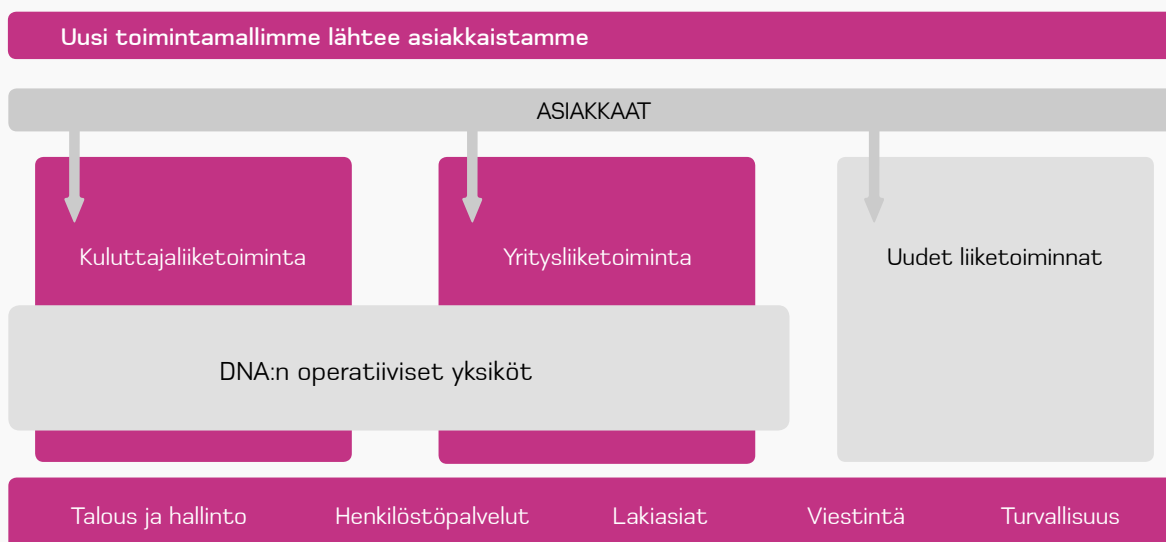 Uusi toimintamallimme lähtee asiakkaistamme
ASIAKKAAT
Kuluttajaliiketoiminta
Yritysliiketoiminta
Uudet liiketoiminnat
DNA:n operatiiviset yksiköt
Talous ja hallinto
Henkilöstöpalvelut
Lakiasiat
Viestintä
Turvallisuus